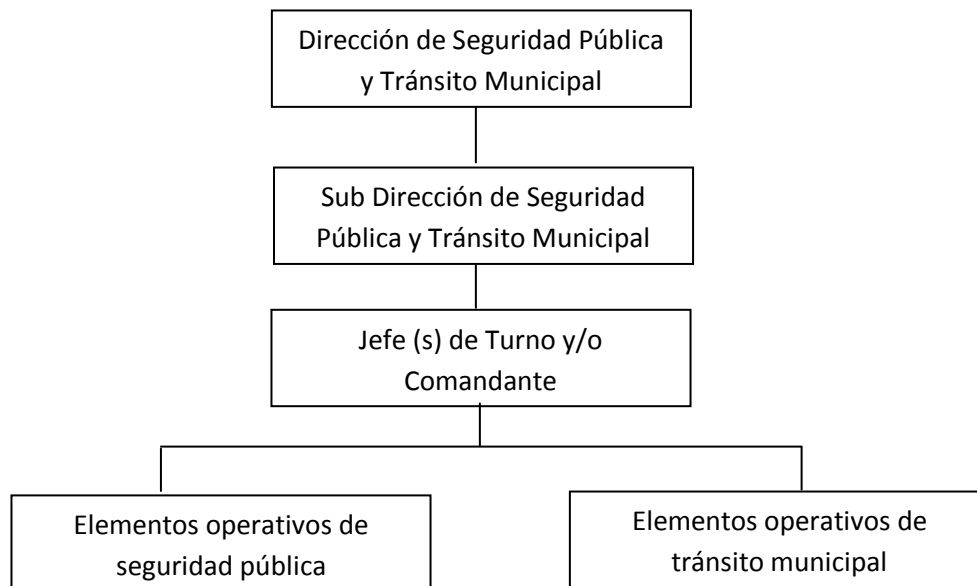 Dirección de Seguridad Pública
y Tránsito Municipal
Sub Dirección de Seguridad
Pública y Tránsito Municipal
Jefe (s) de Turno y/o
Comandante
Elementos operativos de
seguridad pública
Elementos operativos de
tránsito municipal